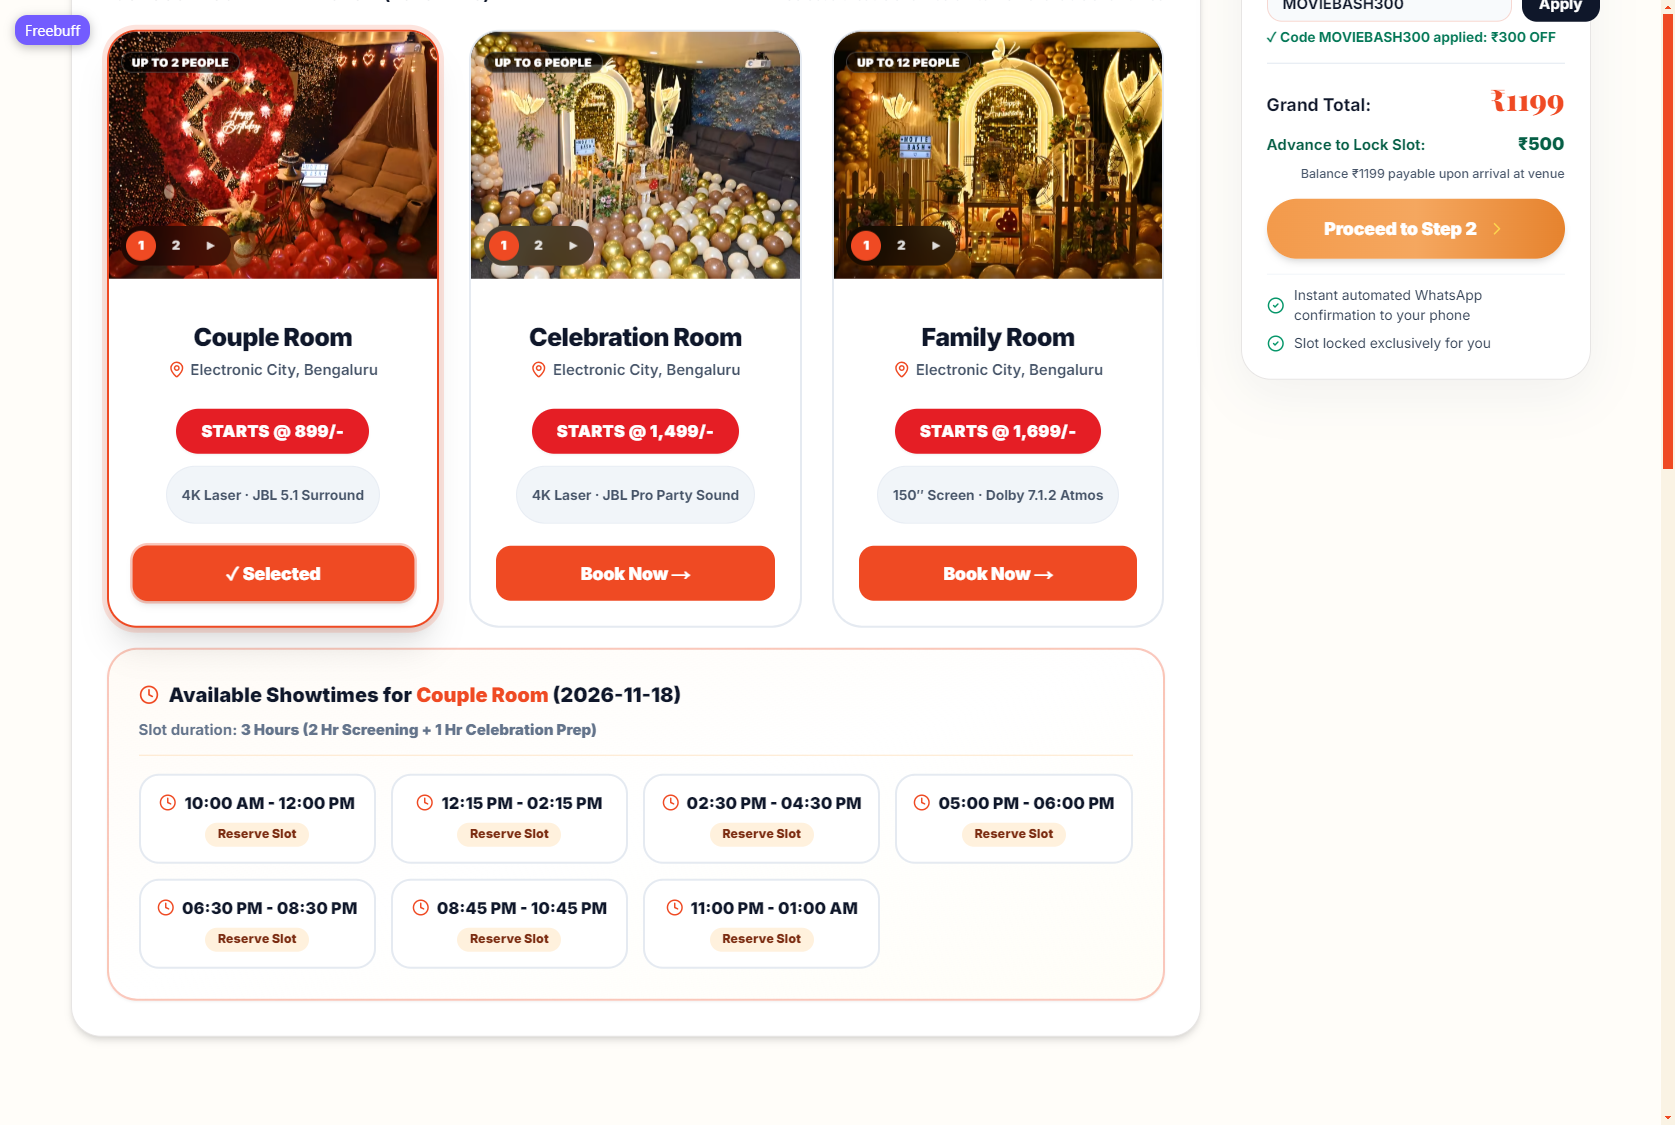 Freebuff
UP TO 2 PEOPLE
1 2
Couple Room
Electronic City, Bengaluru
STARTS @ 899/-
4K Laser · JBL 5.1 Surround
✓ Selected
UP TO 6 PEOPLE
1 2
Celebration Room
Electronic City, Bengaluru
STARTS @ 1,499/-
4K Laser · JBL Pro Party Sound
Book Now →
UP TO 12 PEOPLE
1 2
Family Room
Electronic City, Bengaluru
STARTS @ 1,699/-
150″ Screen · Dolby 7.1.2 Atmos
Book Now →
Available Showtimes for Couple Room (2026-11-18)
Slot duration: 3 Hours (2 Hr Screening + 1 Hr Celebration Prep)
10:00 AM - 12:00 PM
Reserve Slot
12:15 PM - 02:15 PM
Reserve Slot
02:30 PM - 04:30 PM
Reserve Slot
05:00 PM - 06:00 PM
Reserve Slot
06:30 PM - 08:30 PM
Reserve Slot
08:45 PM - 10:45 PM
Reserve Slot
11:00 PM - 01:00 AM
Reserve Slot
MOVIEBASH300
Apply
✓ Code MOVIEBASH300 applied: ₹300 OFF
Grand Total: ₹1199
Advance to Lock Slot: ₹500
Balance ₹1199 payable upon arrival at venue
Proceed to Step 2
Instant automated WhatsApp
confirmation to your phone
Slot locked exclusively for you